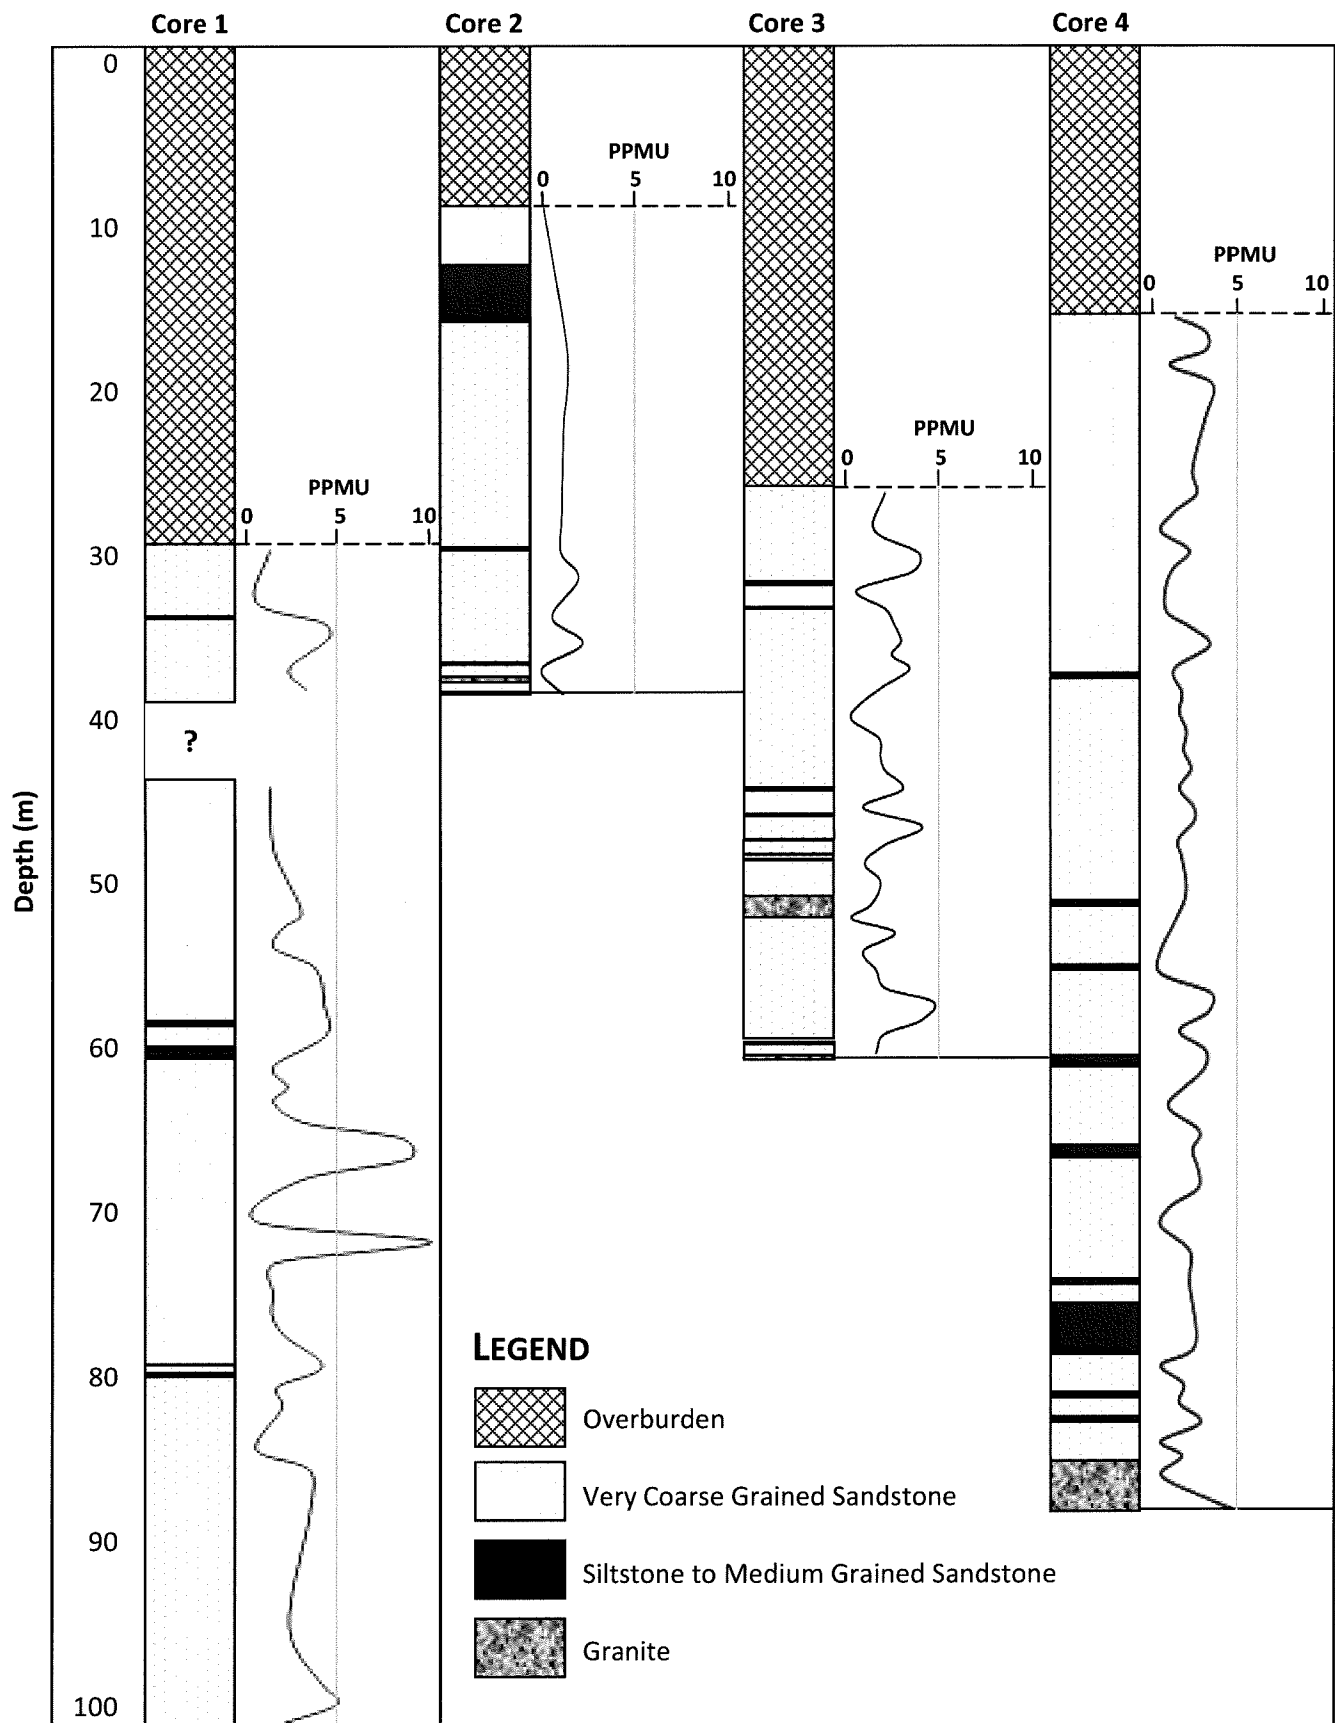 Core 1 Core 2 Core 3 Core 4
0
PPMU
0 5 10
10
PPMU
0 5 10
20
PPMU
0 5 10
PPMU
0 5 10
30
40
?
Depth (m)
50
60
70
LEGEND
80
Overburden
Very Coarse Grained Sandstone
90
Siltstone to Medium Grained Sandstone
Granite
100